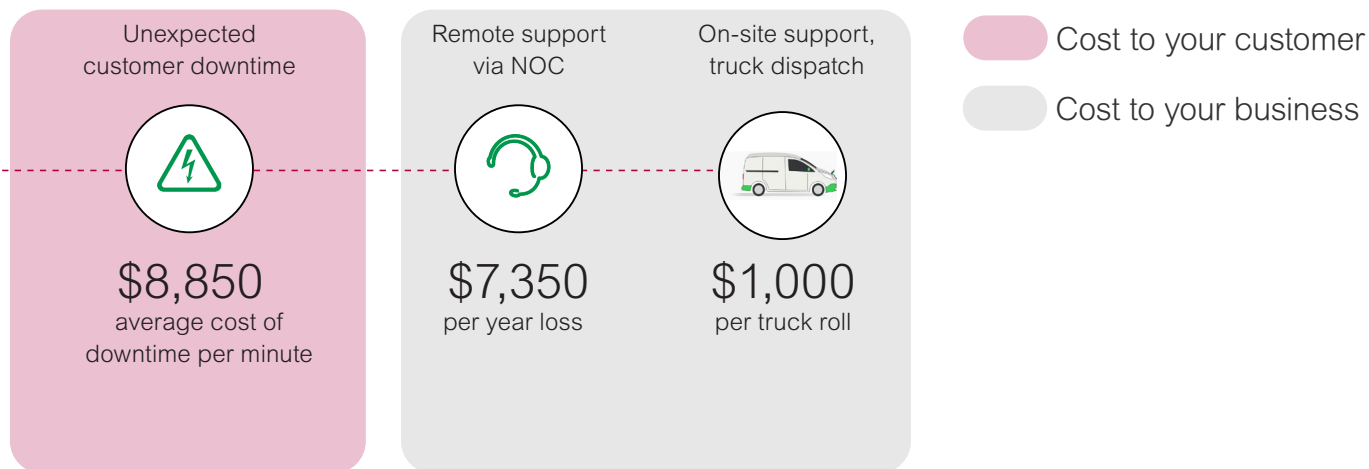 Unexpected
customer downtime
$8,850
average cost of
downtime per minute
Remote support
via NOC
$7,350
per year loss
On-site support,
truck dispatch
$1,000
per truck roll
Cost to your customer
Cost to your business